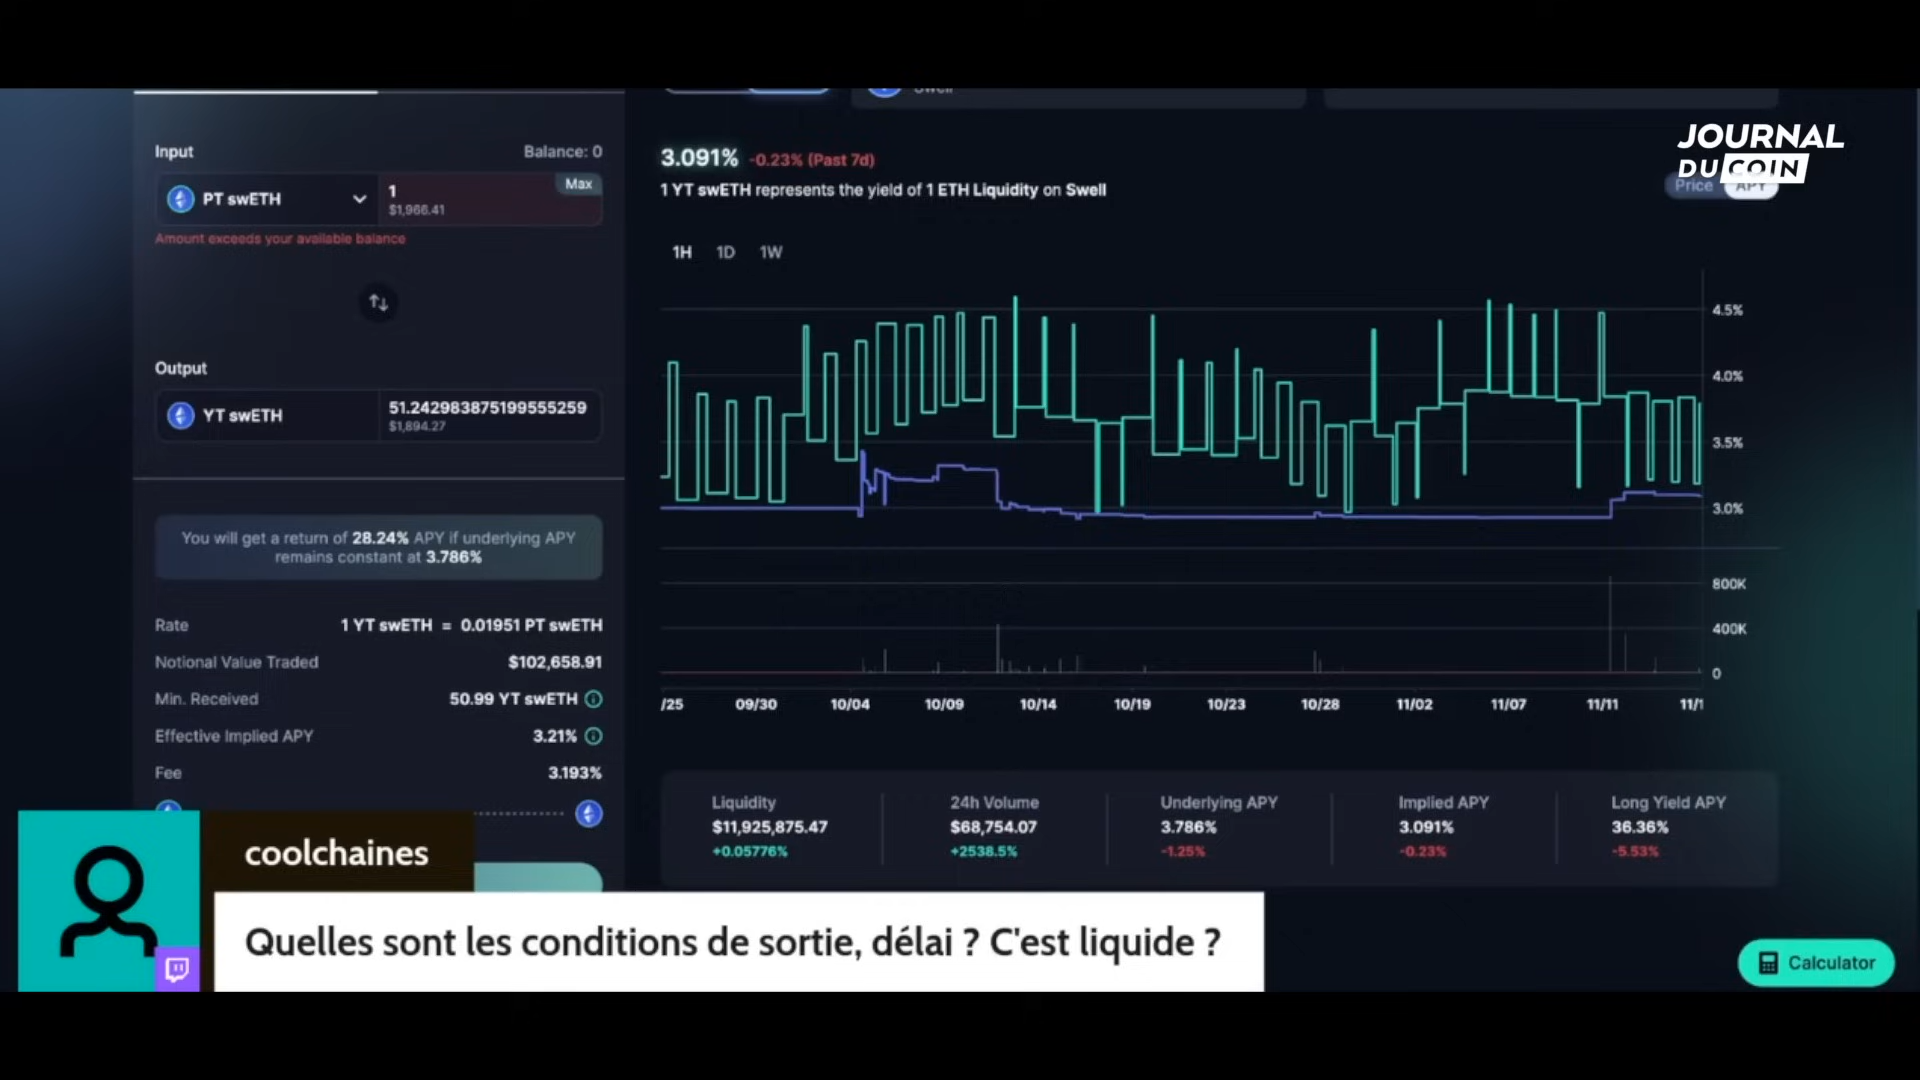 Swell
JOURNAL
DU COIN
Input
Balance: 0
PT swETH
1
Max
$1,966.41
Amount exceeds your available balance
Output
YT swETH
51.242983875199555259
$1,894.27
You will get a return of 28.24% APY if underlying APY
remains constant at 3.786%
Rate
1 YT swETH = 0.01951 PT swETH
Notional Value Traded
$102,658.91
Min. Received
50.99 YT swETH
Effective Implied APY
3.21%
Fee
3.193%
3.091% -0.23% (Past 7d)
1 YT swETH represents the yield of 1 ETH Liquidity on Swell
Price
APY
1H 1D 1W
4.5%
4.0%
3.5%
3.0%
800K
400K
0
/25 09/30 10/04 10/09 10/14 10/19 10/23 10/28 11/02 11/07 11/11 11/1
Liquidity
$11,925,875.47
+0.05776%
24h Volume
$68,754.07
+2538.5%
Underlying APY
3.786%
-1.25%
Implied APY
3.091%
-0.23%
Long Yield APY
36.36%
-5.53%
coolchaines
Quelles sont les conditions de sortie, délai ? C'est liquide ?
Calculator